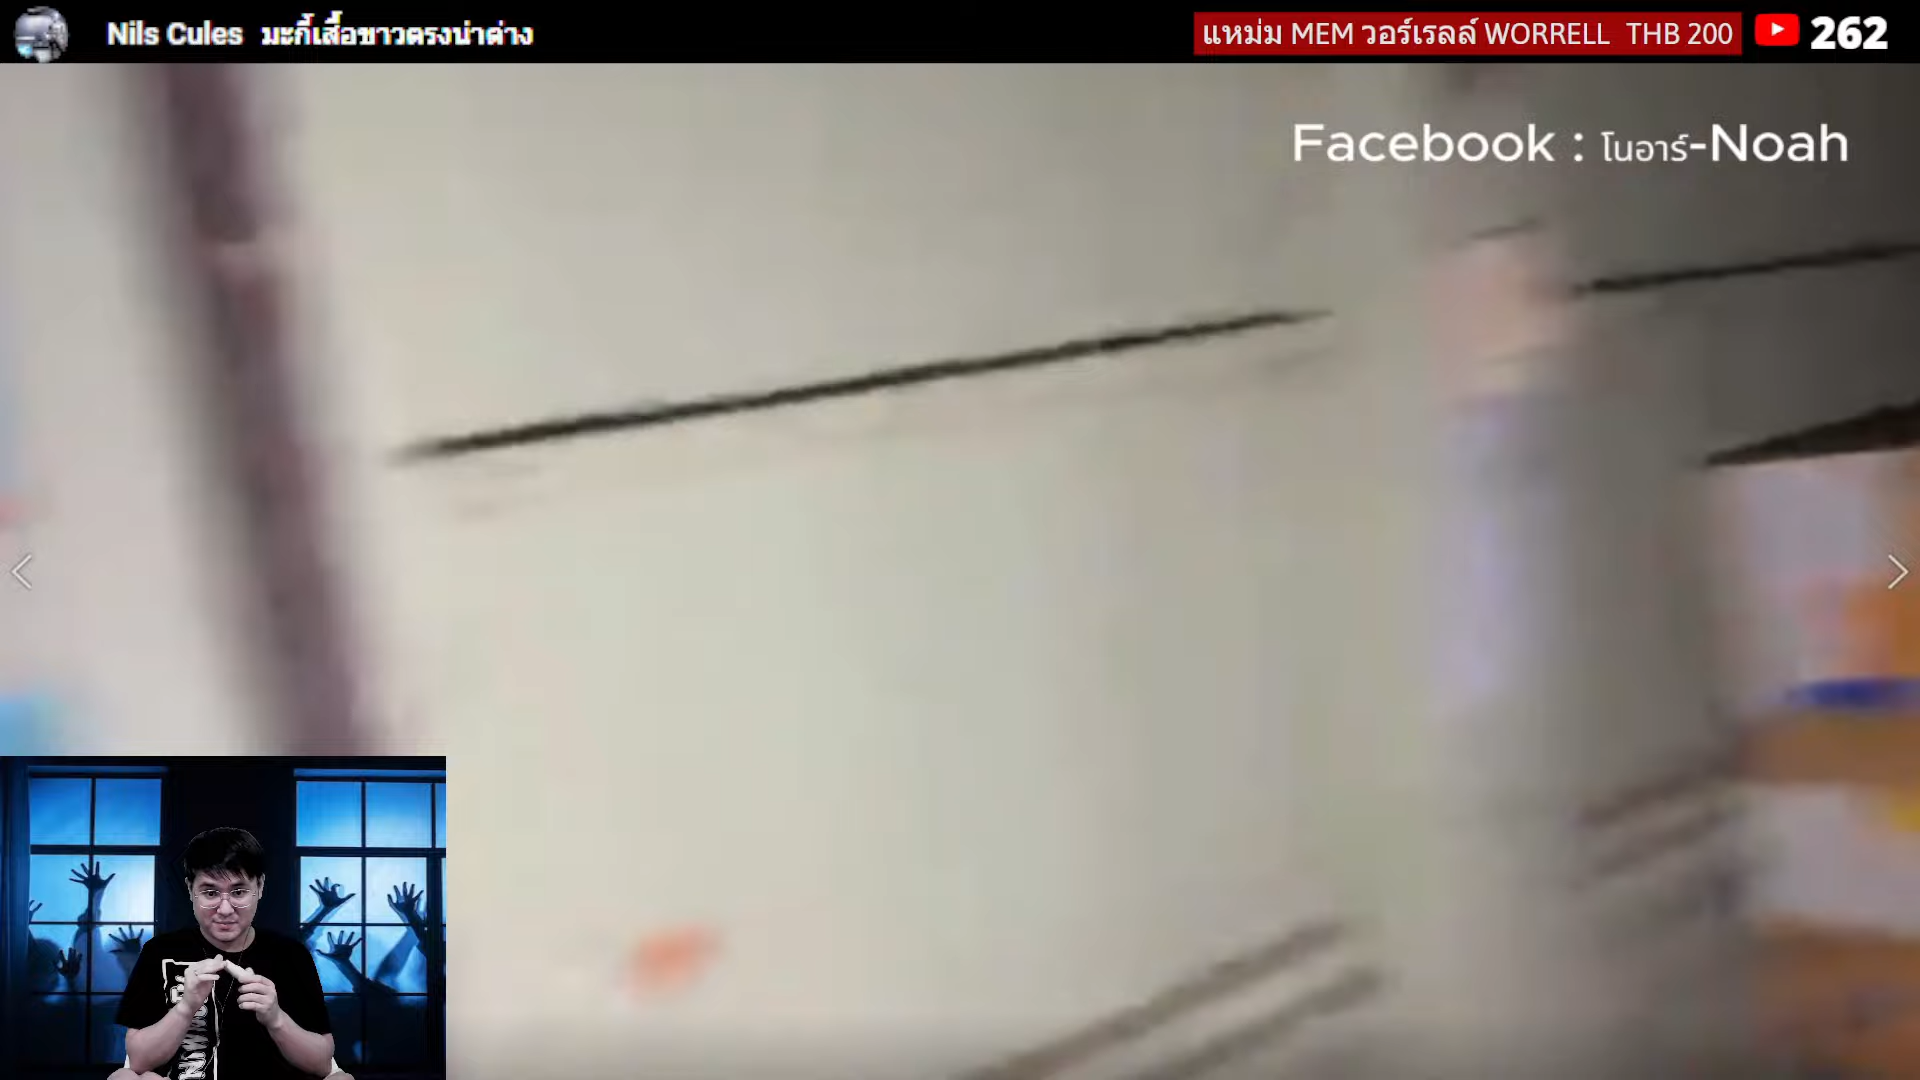 Nils Cules มะกี้เสื้อขาวตรงน่าต่าง
แหม่ม MEM วอร์เรลล์ WORRELL THB 200
262
Facebook : โนอาร์-Noah